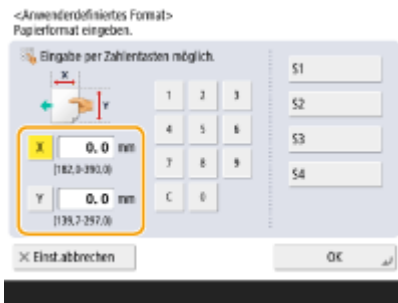 <Anwenderdefiniertes Format>
Papierformat eingeben.
Eingabe per Zahlentasten möglich.
X
Y
1 2 3
4 5 6
7 8 9
C 0
X 0.0 mm
(182,0-390,0)
Y 0.0 mm
(139,7-297,0)
S1
S2
S3
S4
× Einst.abbrechen
OK